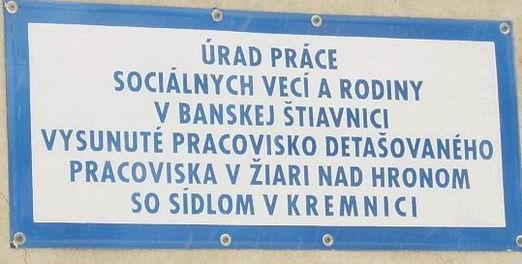 ÚRAD PRÁCE
SOCIÁLNYCH VECÍ A RODINY
V BANSKEJ ŠTIAVNICI
VYSUNUTÉ PRACOVISKO DETAŠOVANÉHO
PRACOVISKA V ŽIARI NAD HRONOM
SO SÍDLOM V KREMNICI